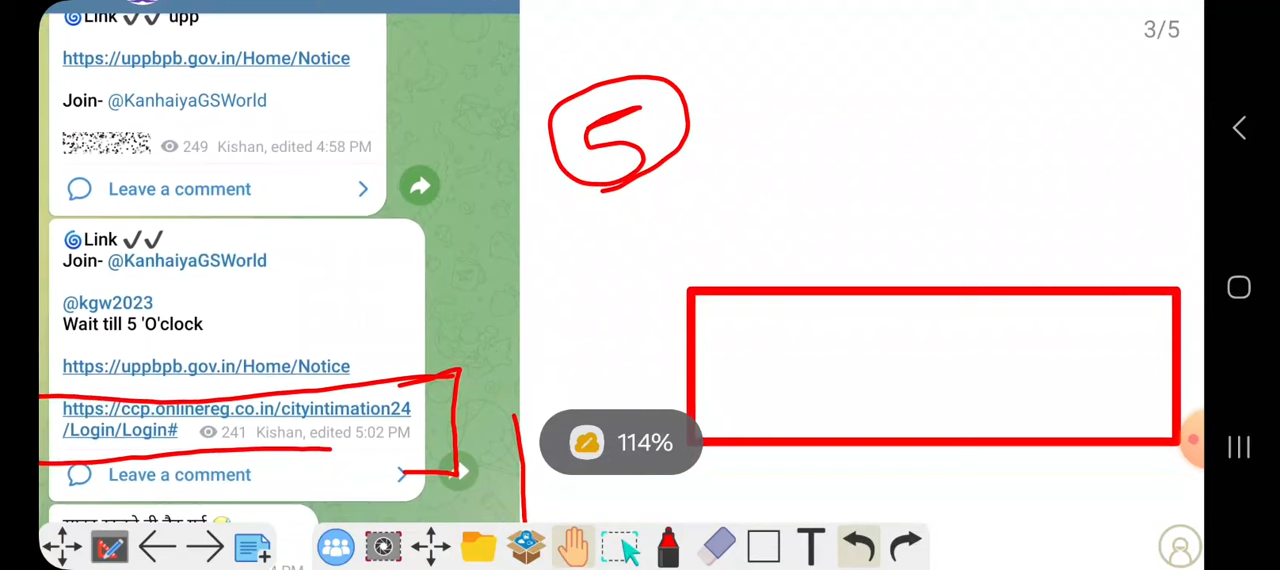 🌀Link ✓✓ upp
https://uppbpb.gov.in/Home/Notice
Join- @KanhaiyaGSWorld
249 Kishan, edited 4:58 PM
Leave a comment
🌀Link ✓✓
Join- @KanhaiyaGSWorld
@kgw2023
Wait till 5 'O'clock
https://uppbpb.gov.in/Home/Notice
https://ccp.onlinereg.co.in/cityintimation24
/Login/Login#
241 Kishan, edited 5:02 PM
Leave a comment
3/5
5
114%
T